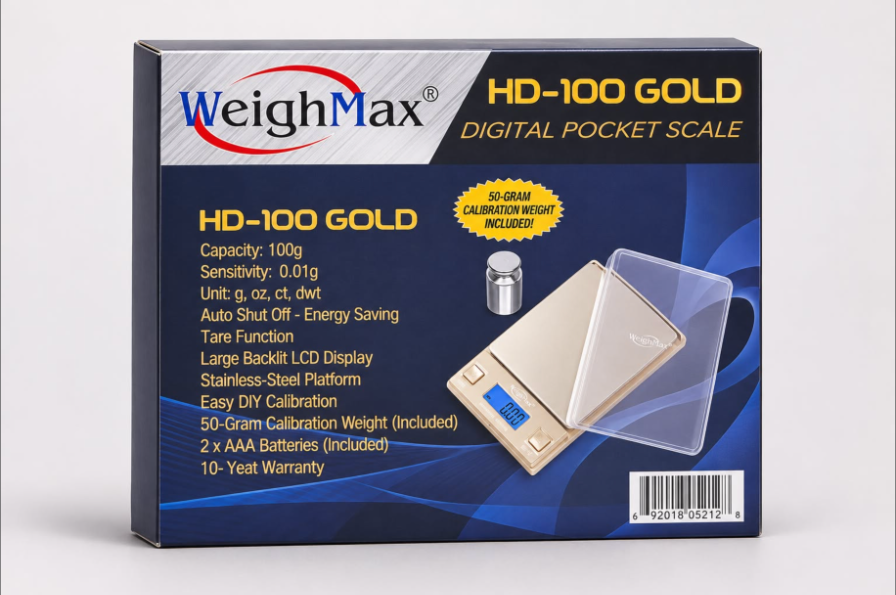 WeighMax®
HD-100 GOLD
DIGITAL POCKET SCALE
50-GRAM
CALIBRATION WEIGHT
INCLUDED!
HD-100 GOLD
Capacity: 100g
Sensitivity: 0.01g
Unit: g, oz, ct, dwt
Auto Shut Off - Energy Saving
Tare Function
Large Backlit LCD Display
Stainless-Steel Platform
Easy DIY Calibration
50-Gram Calibration Weight (Included)
2 x AAA Batteries (Included)
10- Yeat Warranty
WeighMax
0.00
6 92018 05212 8